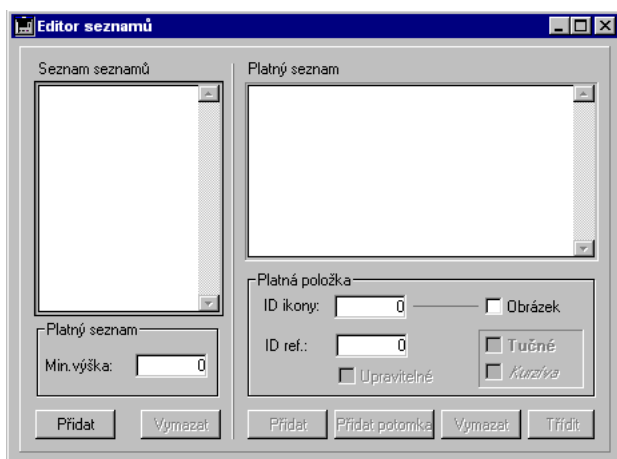 Editor seznamů
Seznam seznamů
Platný seznam
Platný seznam
Min.výška: 0
Platná položka
ID ikony: 0 Obrázek
ID ref.: 0 Tučné
Upravitelné Kurzíva
Přidat Vymazat Přidat Přidat potomka Vymazat Třídit